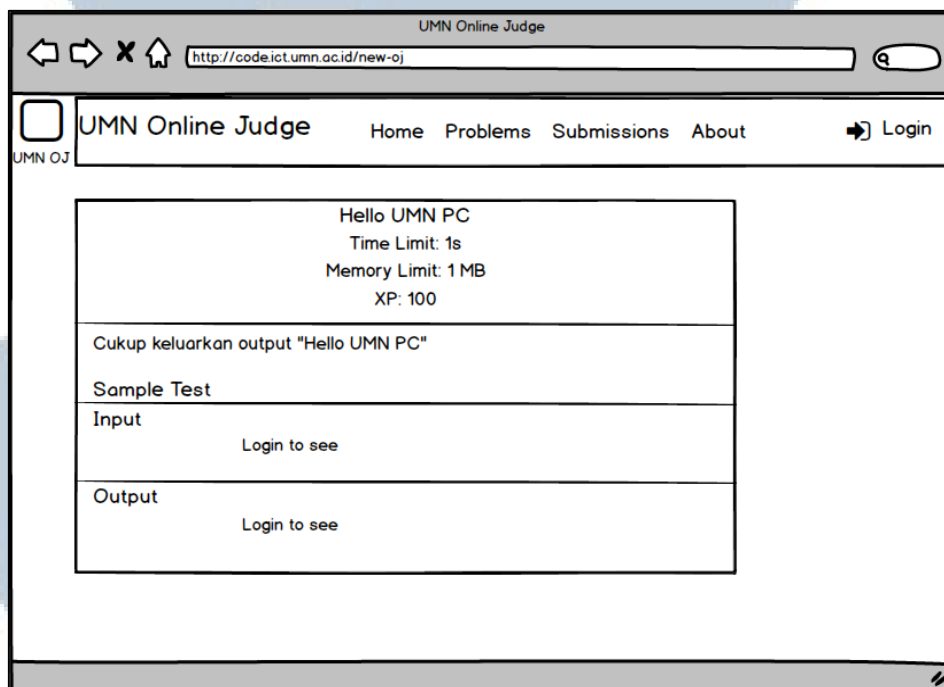 UMN Online Judge
http://code.ict.umn.ac.id/new-oj
UMN OJ
UMN Online Judge Home Problems Submissions About Login
Hello UMN PC
Time Limit: 1s
Memory Limit: 1 MB
XP: 100
Cukup keluarkan output "Hello UMN PC"
Sample Test
Input
Login to see
Output
Login to see